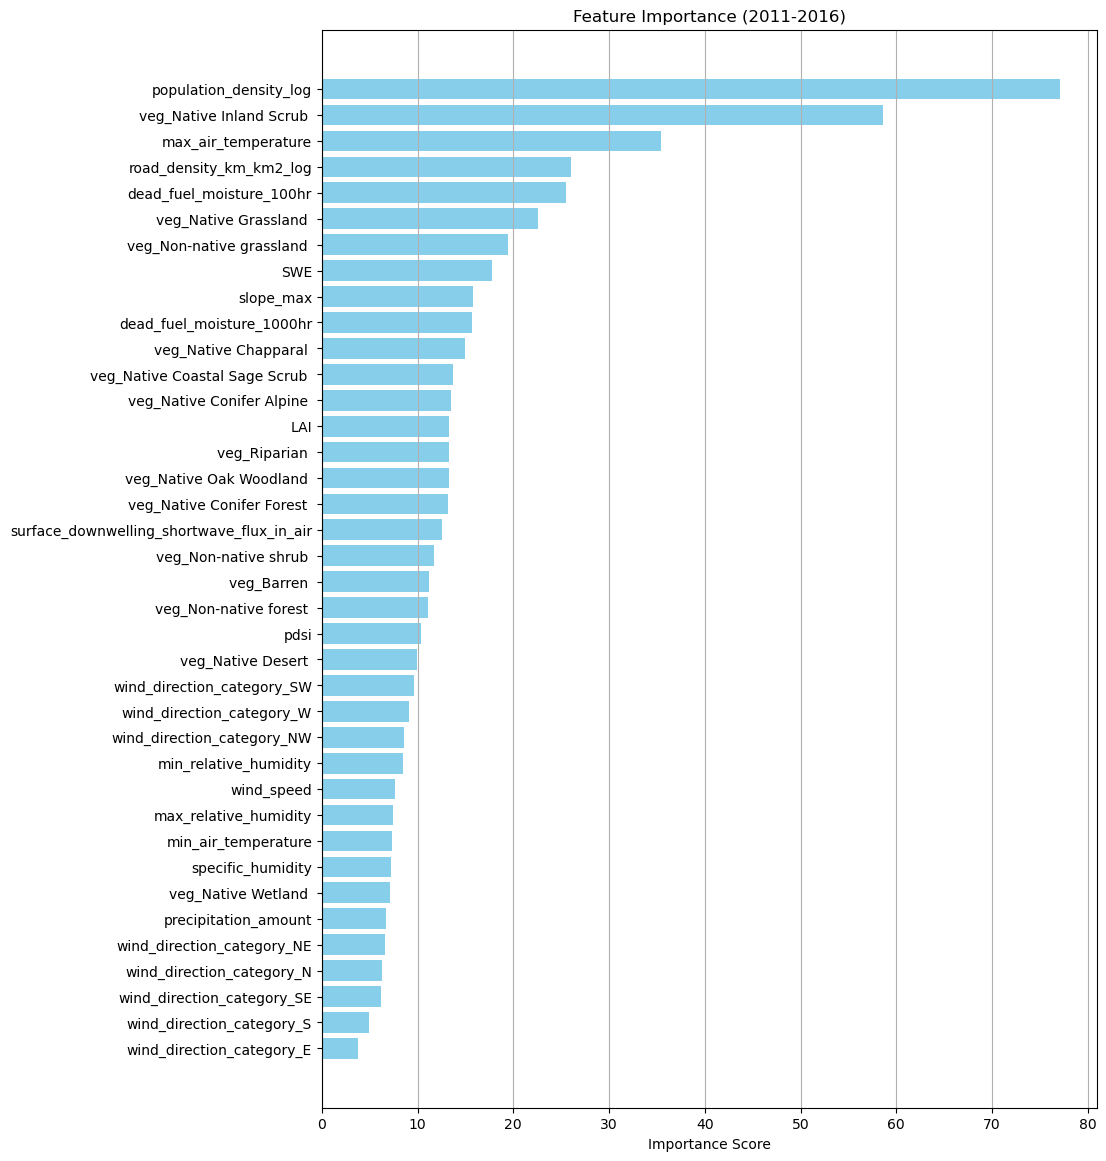 Feature Importance (2011-2016)
population_density_log
veg_Native Inland Scrub
max_air_temperature
road_density_km_km2_log
dead_fuel_moisture_100hr
veg_Native Grassland
veg_Non-native grassland
SWE
slope_max
dead_fuel_moisture_1000hr
veg_Native Chapparal
veg_Native Coastal Sage Scrub
veg_Native Conifer Alpine
LAI
veg_Riparian
veg_Native Oak Woodland
veg_Native Conifer Forest
surface_downwelling_shortwave_flux_in_air
veg_Non-native shrub
veg_Barren
veg_Non-native forest
pdsi
veg_Native Desert
wind_direction_category_SW
wind_direction_category_W
wind_direction_category_NW
min_relative_humidity
wind_speed
max_relative_humidity
min_air_temperature
specific_humidity
veg_Native Wetland
precipitation_amount
wind_direction_category_NE
wind_direction_category_N
wind_direction_category_SE
wind_direction_category_S
wind_direction_category_E
0 10 20 30 40 50 60 70 80
Importance Score